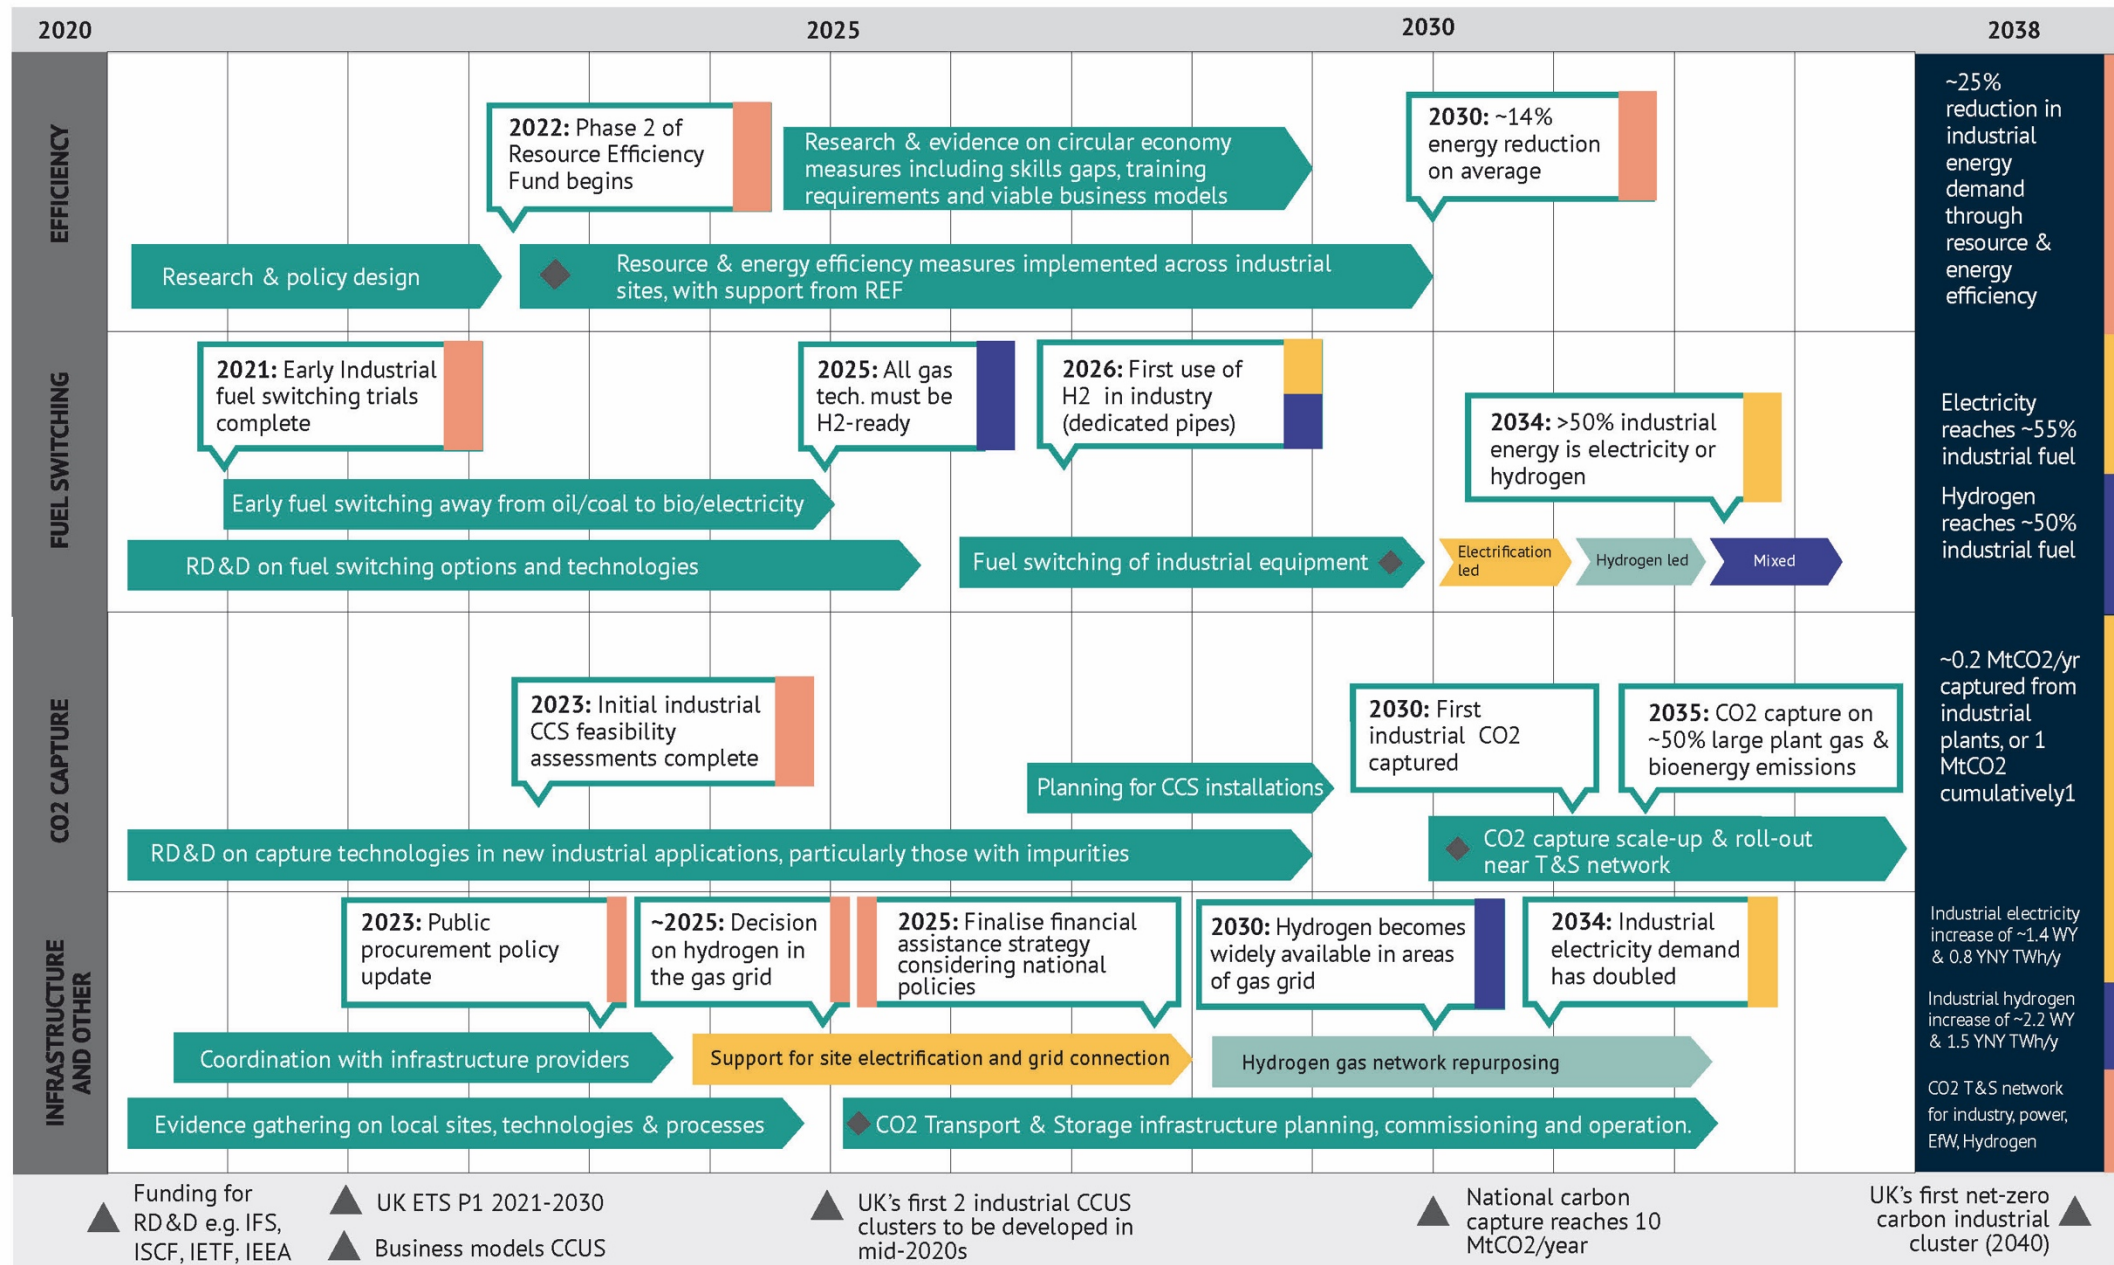 2020
2025
2030
2038
EFFICIENCY
2022: Phase 2 of
Resource Efficiency
Fund begins
Research & evidence on circular economy
measures including skills gaps, training
requirements and viable business models
2030: ~14%
energy reduction
on average
Research & policy design
Resource & energy efficiency measures implemented across industrial
sites, with support from REF
~25%
reduction in
industrial
energy
demand
through
resource &
energy
efficiency
FUEL SWITCHING
2021: Early Industrial
fuel switching trials
complete
2025: All gas
tech. must be
H2-ready
2026: First use of
H2 in industry
(dedicated pipes)
2034: >50% industrial
energy is electricity or
hydrogen
Early fuel switching away from oil/coal to bio/electricity
RD&D on fuel switching options and technologies
Fuel switching of industrial equipment
Electrification
led
Hydrogen led
Mixed
Electricity
reaches ~55%
industrial fuel
Hydrogen
reaches ~50%
industrial fuel
CO2 CAPTURE
2023: Initial industrial
CCS feasibility
assessments complete
2030: First
industrial CO2
captured
2035: CO2 capture on
~50% large plant gas &
bioenergy emissions
Planning for CCS installations
RD&D on capture technologies in new industrial applications, particularly those with impurities
CO2 capture scale-up & roll-out
near T&S network
~0.2 MtCO2/yr
captured from
industrial
plants, or 1
MtCO2
cumulatively1
INFRASTRUCTURE
AND OTHER
2023: Public
procurement policy
update
~2025: Decision
on hydrogen in
the gas grid
2025: Finalise financial
assistance strategy
considering national
policies
2030: Hydrogen becomes
widely available in areas
of gas grid
2034: Industrial
electricity demand
has doubled
Coordination with infrastructure providers
Support for site electrification and grid connection
Hydrogen gas network repurposing
Evidence gathering on local sites, technologies & processes
CO2 Transport & Storage infrastructure planning, commissioning and operation.
Industrial electricity
increase of ~1.4 WY
& 0.8 YNY TWh/y
Industrial hydrogen
increase of ~2.2 WY
& 1.5 YNY TWh/y
CO2 T&S network
for industry, power,
EfW, Hydrogen
Funding for
RD&D e.g. IFS,
ISCF, IETF, IEEA
UK ETS P1 2021-2030
Business models CCUS
UK's first 2 industrial CCUS
clusters to be developed in
mid-2020s
National carbon
capture reaches 10
MtCO2/year
UK's first net-zero
carbon industrial
cluster (2040)